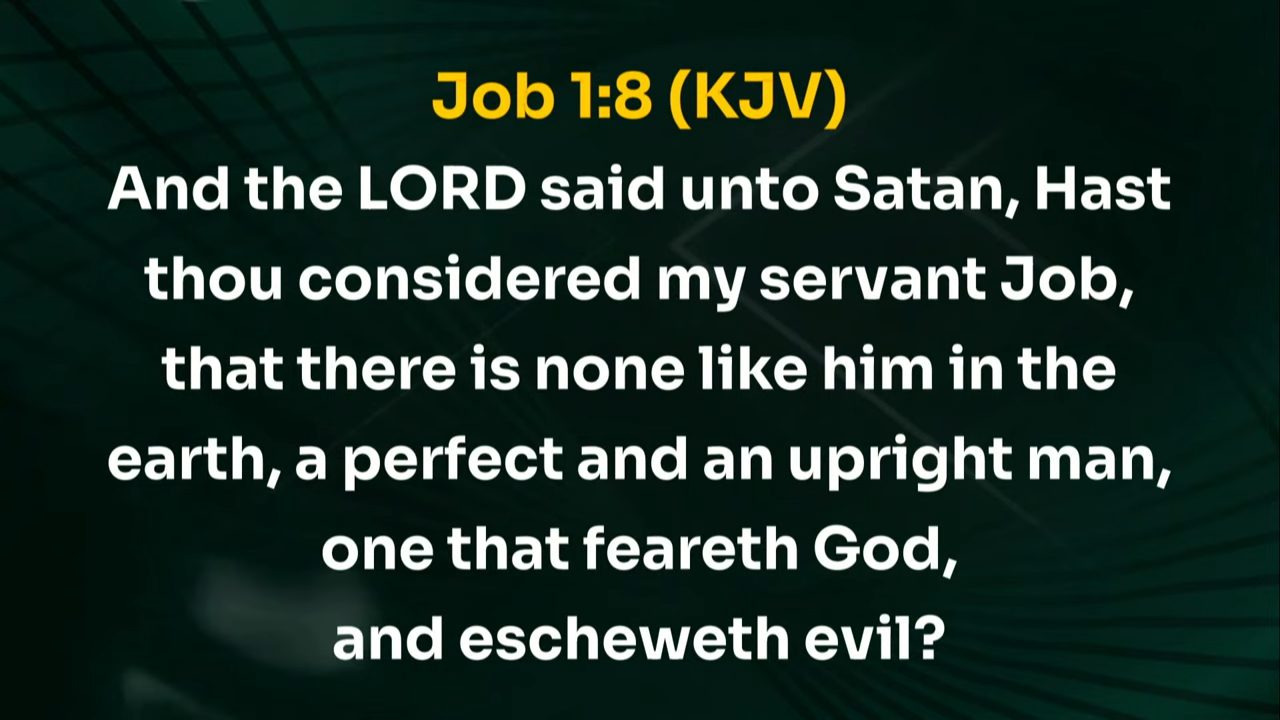 Job 1:8 (KJV)
And the LORD said unto Satan, Hast
thou considered my servant Job,
that there is none like him in the
earth, a perfect and an upright man,
one that feareth God,
and escheweth evil?